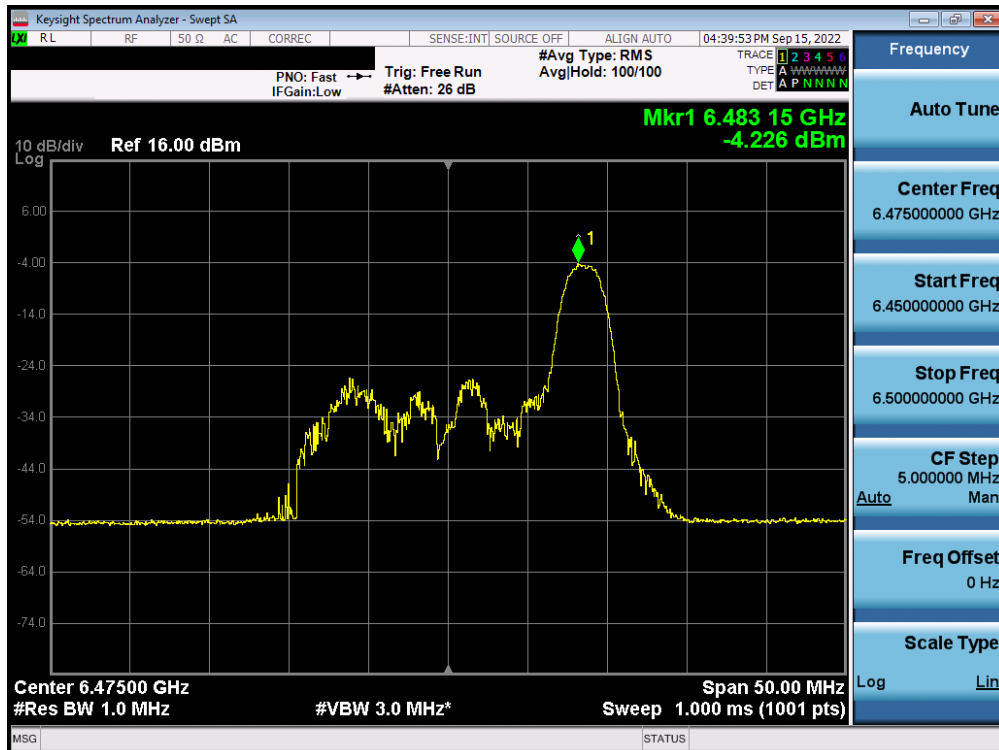 Keysight Spectrum Analyzer - Swept SA
LXI RL RF 50 Ω AC CORREC SENSE:INT SOURCE OFF ALIGN AUTO 04:39:53 PM Sep 15, 2022
Frequency
PNO: Fast
IFGain:Low
Trig: Free Run
#Atten: 26 dB
#Avg Type: RMS
Avg|Hold: 100/100
TRACE 1 2 3 4 5 6
TYPE A WWWWW
DET A P N N N N
Auto Tune
Mkr1 6.483 15 GHz
-4.226 dBm
10 dB/div Ref 16.00 dBm
Log
6.00
-4.00
-14.0
-24.0
-34.0
-44.0
-54.0
-64.0
-74.0
1
Center Freq
6.475000000 GHz
Start Freq
6.450000000 GHz
Stop Freq
6.500000000 GHz
CF Step
5.000000 MHz
Auto Man
Freq Offset
0 Hz
Scale Type
Log Lin
Center 6.47500 GHz Span 50.00 MHz
#Res BW 1.0 MHz #VBW 3.0 MHz* Sweep 1.000 ms (1001 pts)
MSG STATUS